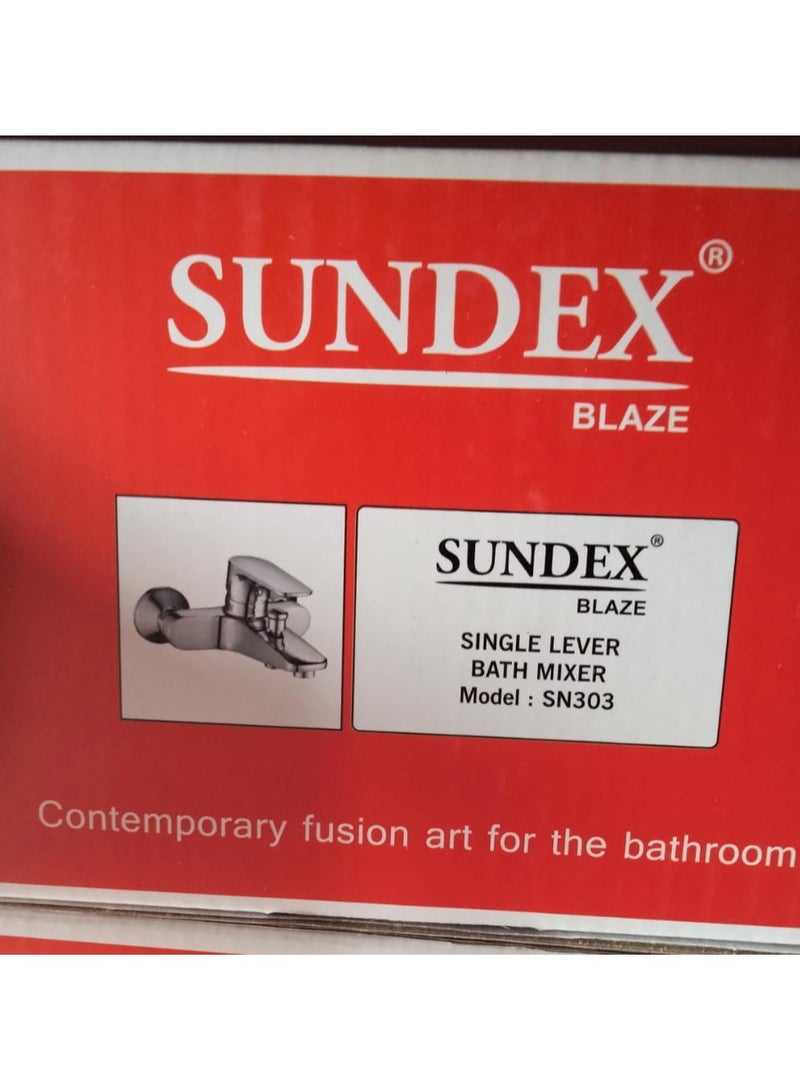 SUNDEX®
BLAZE
SUNDEX®
BLAZE
SINGLE LEVER
BATH MIXER
Model : SN303
Contemporary fusion art for the bathroom